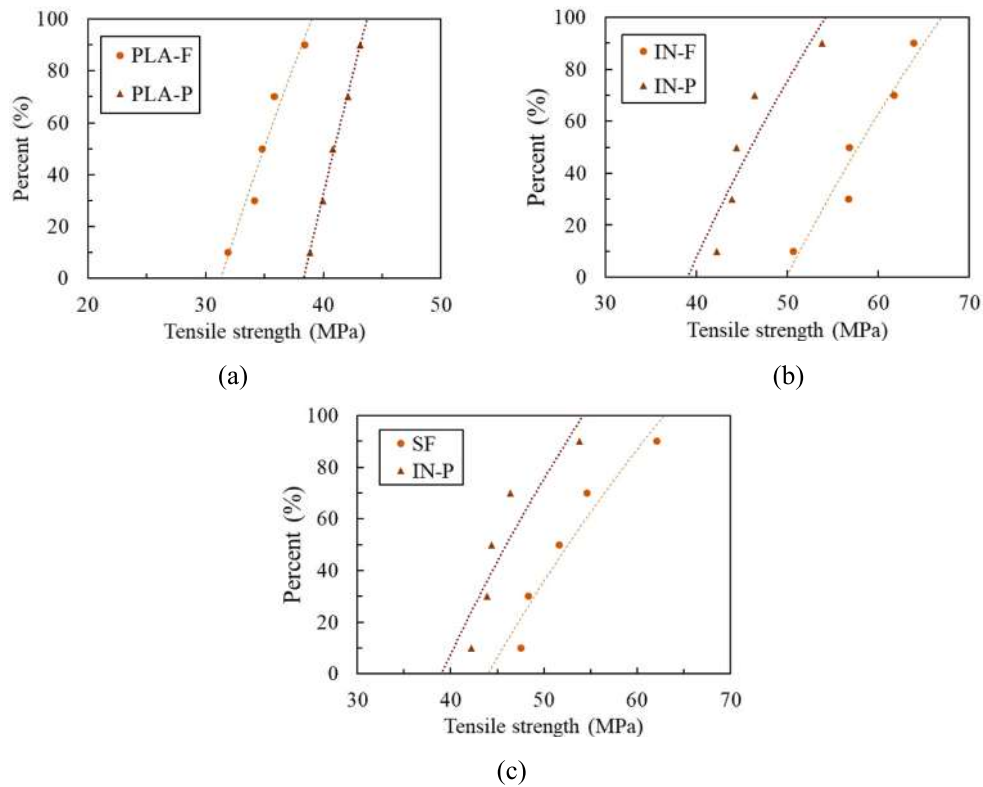 100
80
60
40
20
0
Percent (%)
PLA-F
PLA-P
20 30 40 50
Tensile strength (MPa)
(a)
100
80
60
40
20
0
Percent (%)
IN-F
IN-P
30 40 50 60 70
Tensile strength (MPa)
(b)
100
80
60
40
20
0
Percent (%)
SF
IN-P
30 40 50 60 70
Tensile strength (MPa)
(c)